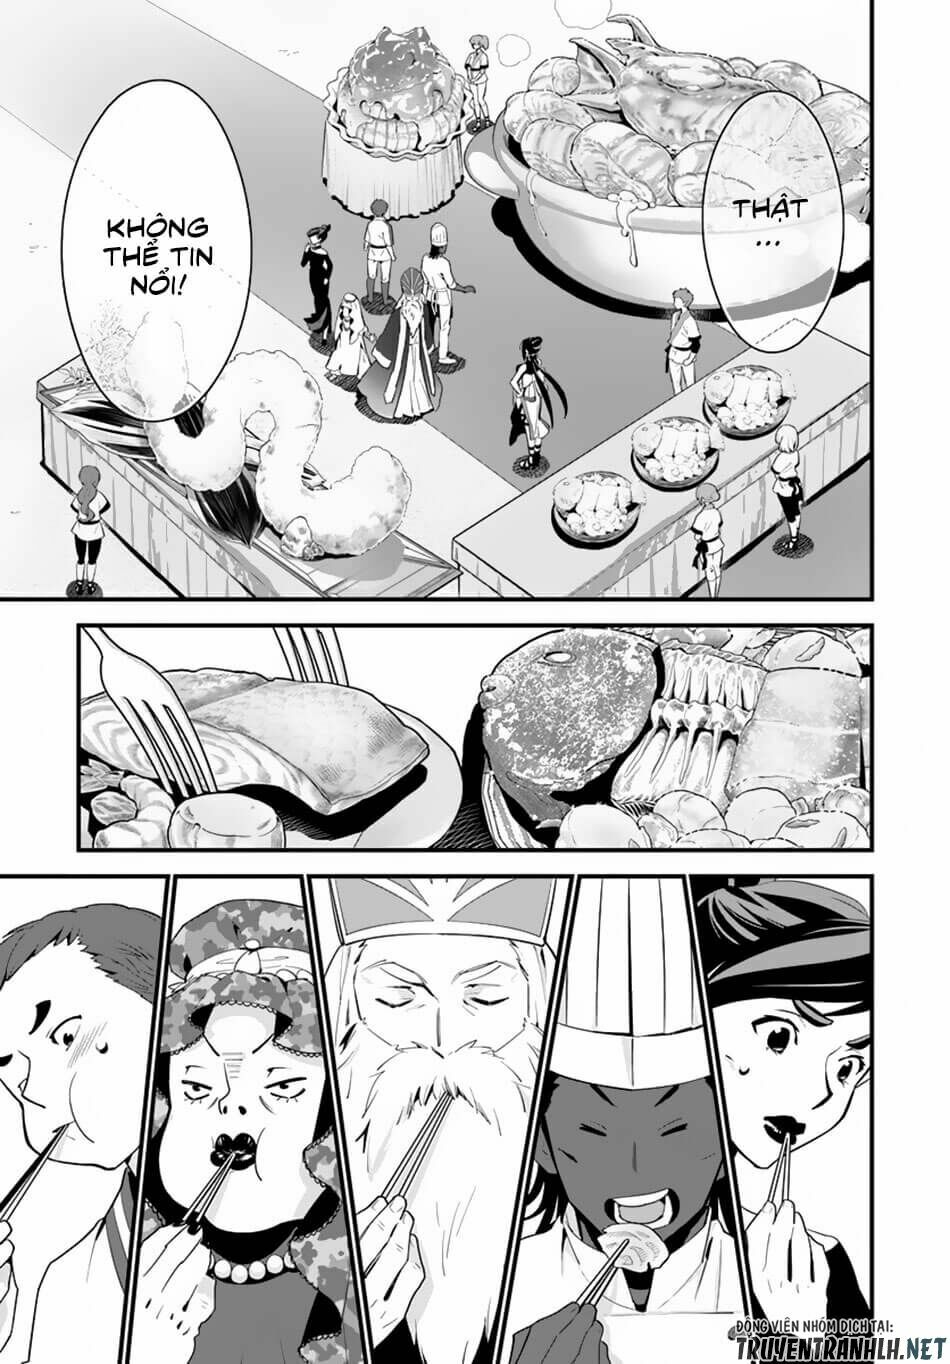 THẬT
...
KHÔNG
THỂ TIN
NỔI!
ĐỘNG VIÊN NHÓM DỊCH TẠI:
TRUYENTRANHLH.NET